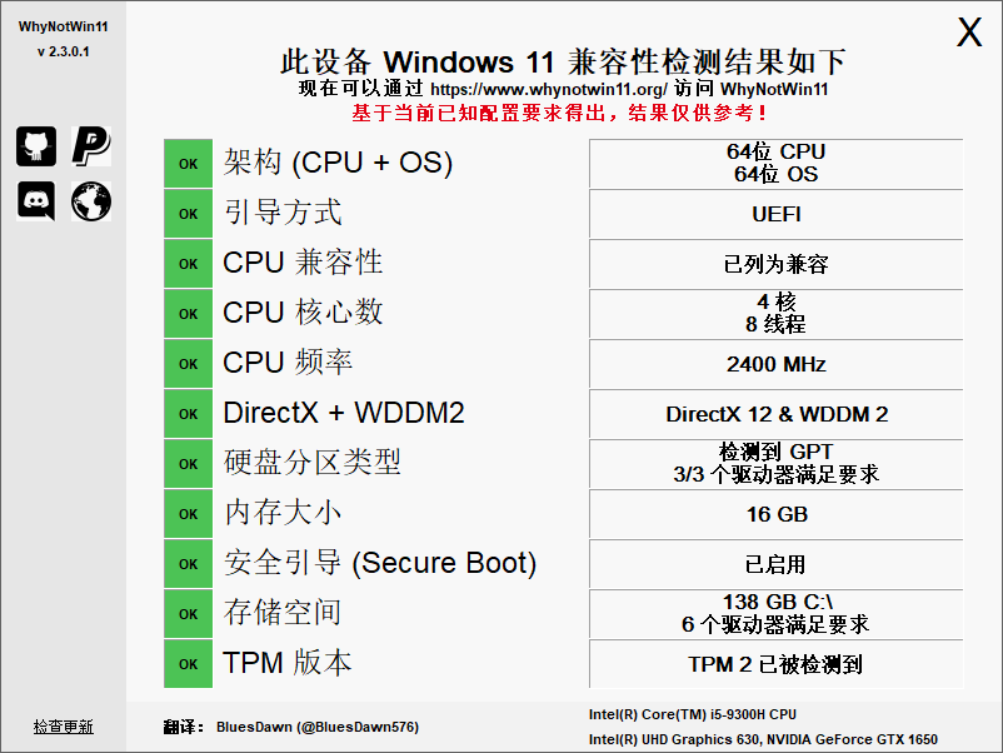 WhyNotWin11
v 2.3.0.1
X
此设备 Windows 11 兼容性检测结果如下
现在可以通过 https://www.whynotwin11.org/ 访问 WhyNotWin11
基于当前已知配置要求得出，结果仅供参考！
OK 架构 (CPU + OS)
64位 CPU
64位 OS
OK 引导方式 UEFI
OK CPU 兼容性 已列为兼容
OK CPU 核心数
4 核
8 线程
OK CPU 频率 2400 MHz
OK DirectX + WDDM2 DirectX 12 & WDDM 2
OK 硬盘分区类型
检测到 GPT
3/3 个驱动器满足要求
OK 内存大小 16 GB
OK 安全引导 (Secure Boot) 已启用
OK 存储空间
138 GB C:\
6 个驱动器满足要求
OK TPM 版本 TPM 2 已被检测到
检查更新
翻译： BluesDawn (@BluesDawn576)
Intel(R) Core(TM) i5-9300H CPU
Intel(R) UHD Graphics 630, NVIDIA GeForce GTX 1650